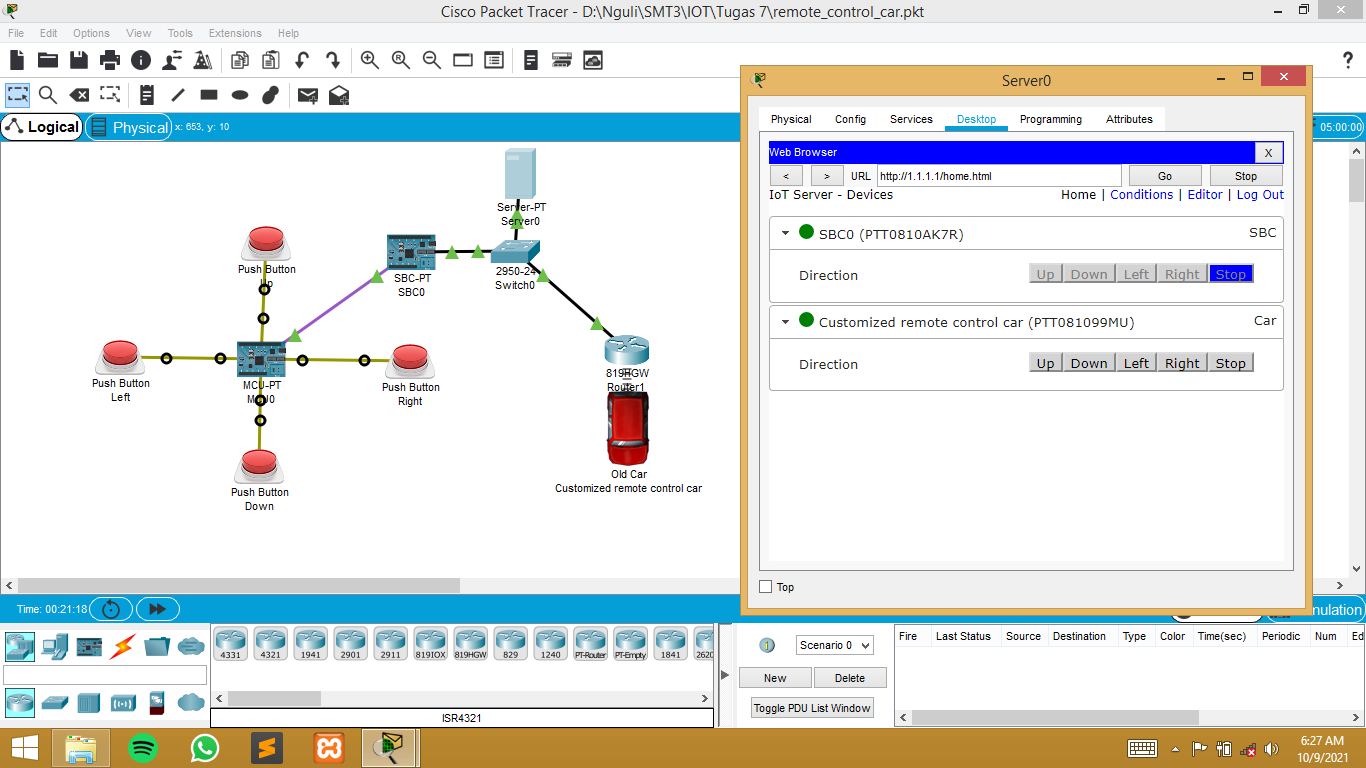 Cisco Packet Tracer - D:\Nguli\SMT3\IOT\Tugas 7\remote_control_car.pkt
File Edit Options View Tools Extensions Help
Logical Physical x: 653, y: 10
05:00:00
Server-PT
Server0
Push Button
Up
SBC-PT
SBC0
2950-24
Switch0
Push Button
Left
MCU-PT
MCU0
Push Button
Right
819HGW
Router1
Push Button
Down
Old Car
Customized remote control car
Server0
Physical Config Services Desktop Programming Attributes
Web Browser X
< > URL http://1.1.1.1/home.html Go Stop
IoT Server - Devices Home | Conditions | Editor | Log Out
SBC0 (PTT0810AK7R) SBC
Direction Up Down Left Right Stop
Customized remote control car (PTT081099MU) Car
Direction Up Down Left Right Stop
Top
Time: 00:21:18
4331 4321 1941 2901 2911 819IOX 819HGW 829 1240 PT-Router PT-Empty 1841 2620
ISR4321
Scenario 0
New Delete
Toggle PDU List Window
Fire Last Status Source Destination Type Color Time(sec) Periodic Num Ed
6:27 AM
10/9/2021